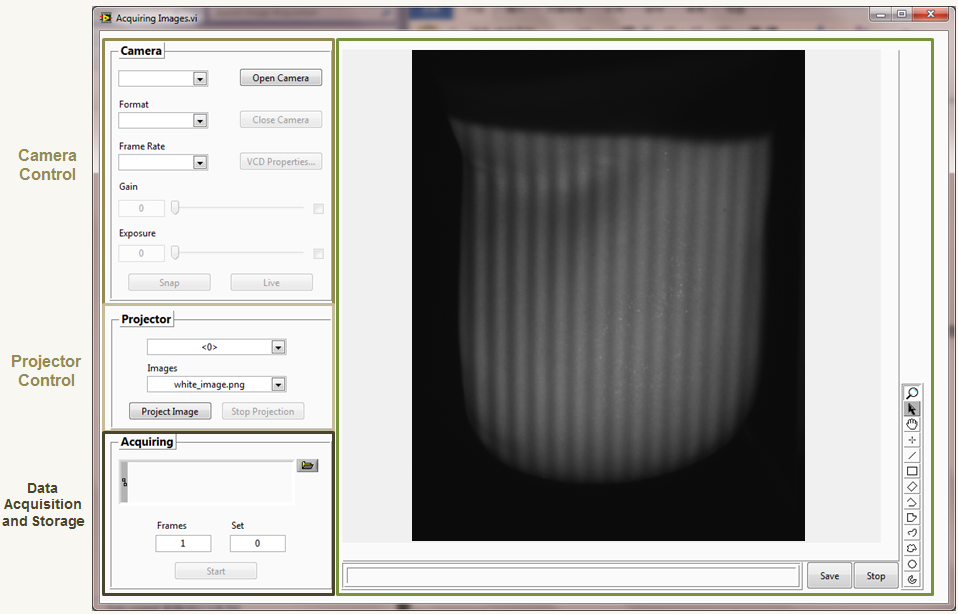 Acquiring Images.vi
Camera
Open Camera
Format
Close Camera
Frame Rate
VCD Properties...
Camera
Control
Gain
0
Exposure
0
Snap
Live
Projector
<0>
Projector
Control
Images
white_image.png
Project Image
Stop Projection
Acquiring
Data
Acquisition
and Storage
Frames
Set
1
0
Start
Save
Stop